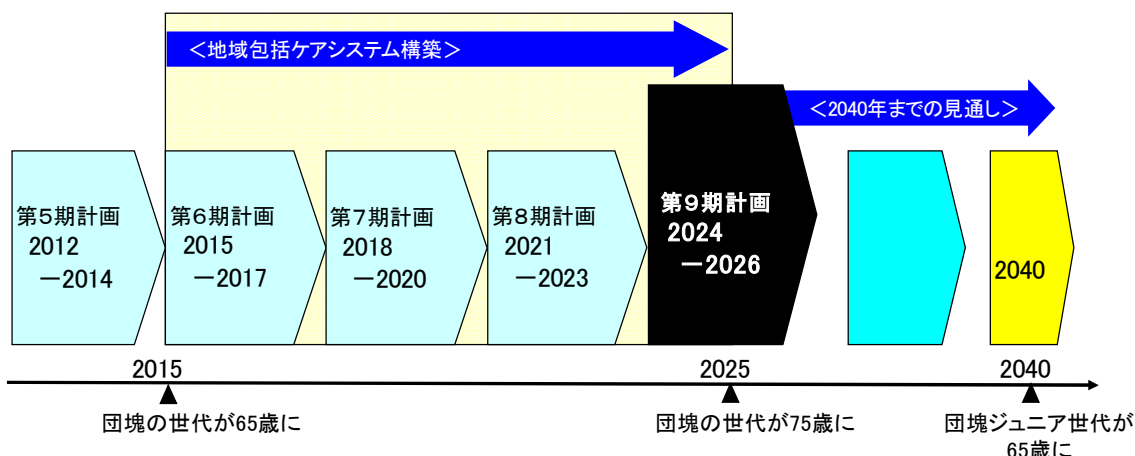 ＜地域包括ケアシステム構築＞
＜2040年までの見通し＞
第5期計画
2012
－2014
第6期計画
2015
－2017
第7期計画
2018
－2020
第8期計画
2021
－2023
第9期計画
2024
－2026
2040
2015
2025
2040
団塊の世代が65歳に
団塊の世代が75歳に
団塊ジュニア世代が
65歳に